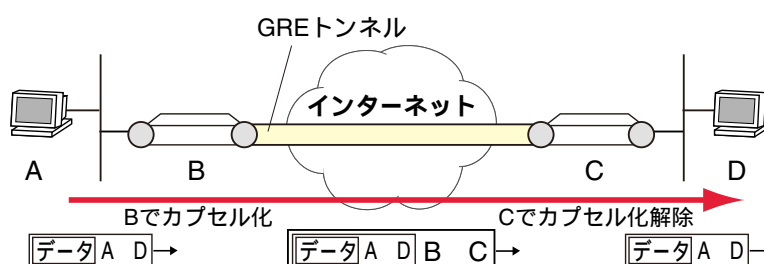 GREトンネル
インターネット
A B C D
Bでカプセル化 Cでカプセル化解除
データ A D データ A D B C データ A D